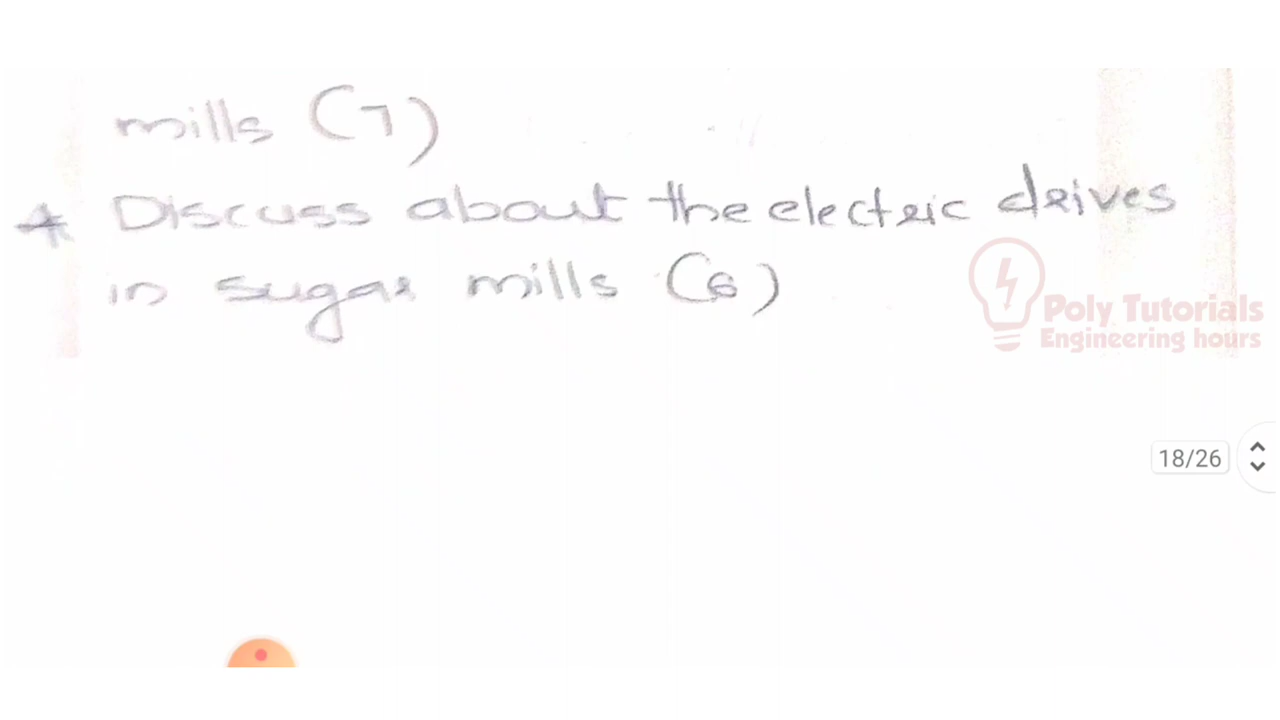 mills (7)
* Discuss about the electric drives
in sugar mills (6)
Poly Tutorials
Engineering hours
18/26